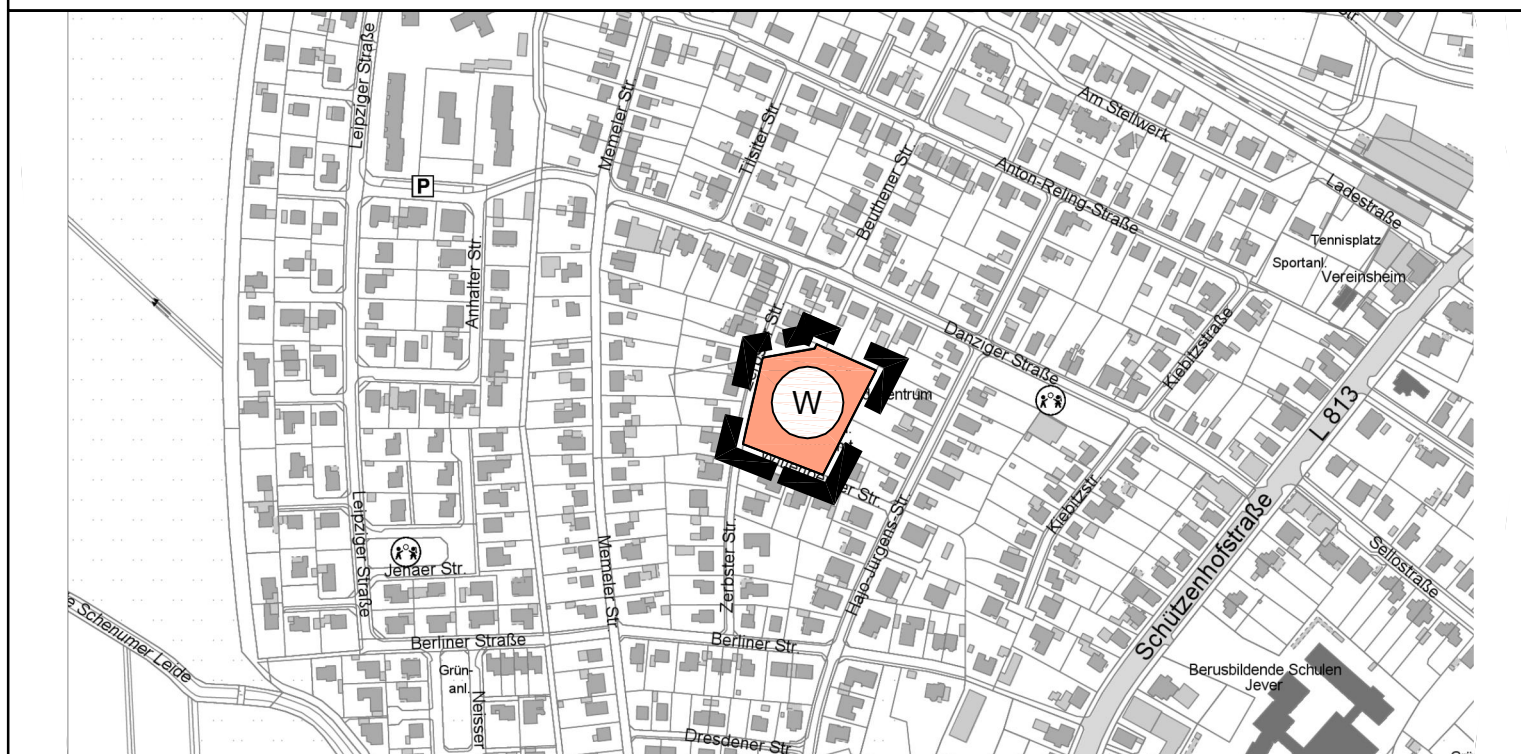 Leipziger Straße
Memeler Str.
Tilsiter Str
Beuthener Str.
Am Stellwerk
Anton-Reling-Straße
Ladestraße
P
Tennisplatz
Sportanl.
Vereinsheim
Anhalter Str.
Danziger Straße
Kiebitzstraße
L 813
W
entrum
er Str.
Kiebitzstr.
Schützenhofstraße
Leipziger Straße
Memeler Str
Zerbster Str.
Hajo-Jürgens-Str
Jenaer Str.
e Schenumer Leide
Berliner Straße
Berliner Str.
Grün-
anl.
Neisser
Dresdener Str
Berusbildende Schulen
Jever